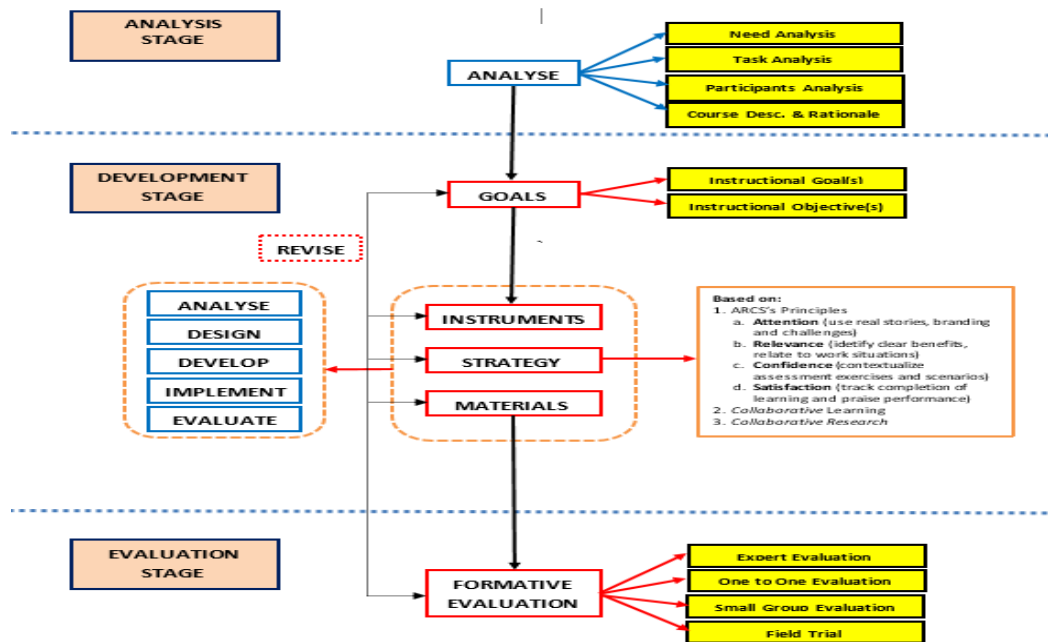 ANALYSIS
STAGE
ANALYSE
Need Analysis
Task Analysis
Participants Analysis
Course Desc. & Rationale
DEVELOPMENT
STAGE
GOALS
Instructional Goal(s)
Instructional Objective(s)
REVISE
ANALYSE
DESIGN
DEVELOP
IMPLEMENT
EVALUATE
INSTRUMENTS
STRATEGY
MATERIALS
Based on:
1. ARCS's Principles
a. Attention (use real stories, branding
and challenges)
b. Relevance (idetify clear benefits,
relate to work situations)
c. Confidence (contextualize
assessment exercises and scenarios)
d. Satisfaction (track completion of
learning and praise performance)
2. Collaborative Learning
3. Collaborative Research
EVALUATION
STAGE
FORMATIVE
EVALUATION
Expert Evaluation
One to One Evaluation
Small Group Evaluation
Field Trial